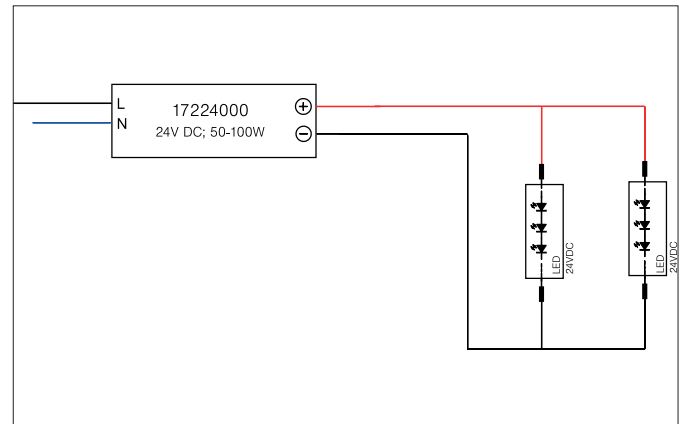 L
17224000
+
N
24V DC; 50-100W
−
LED
24VDC
LED
24VDC